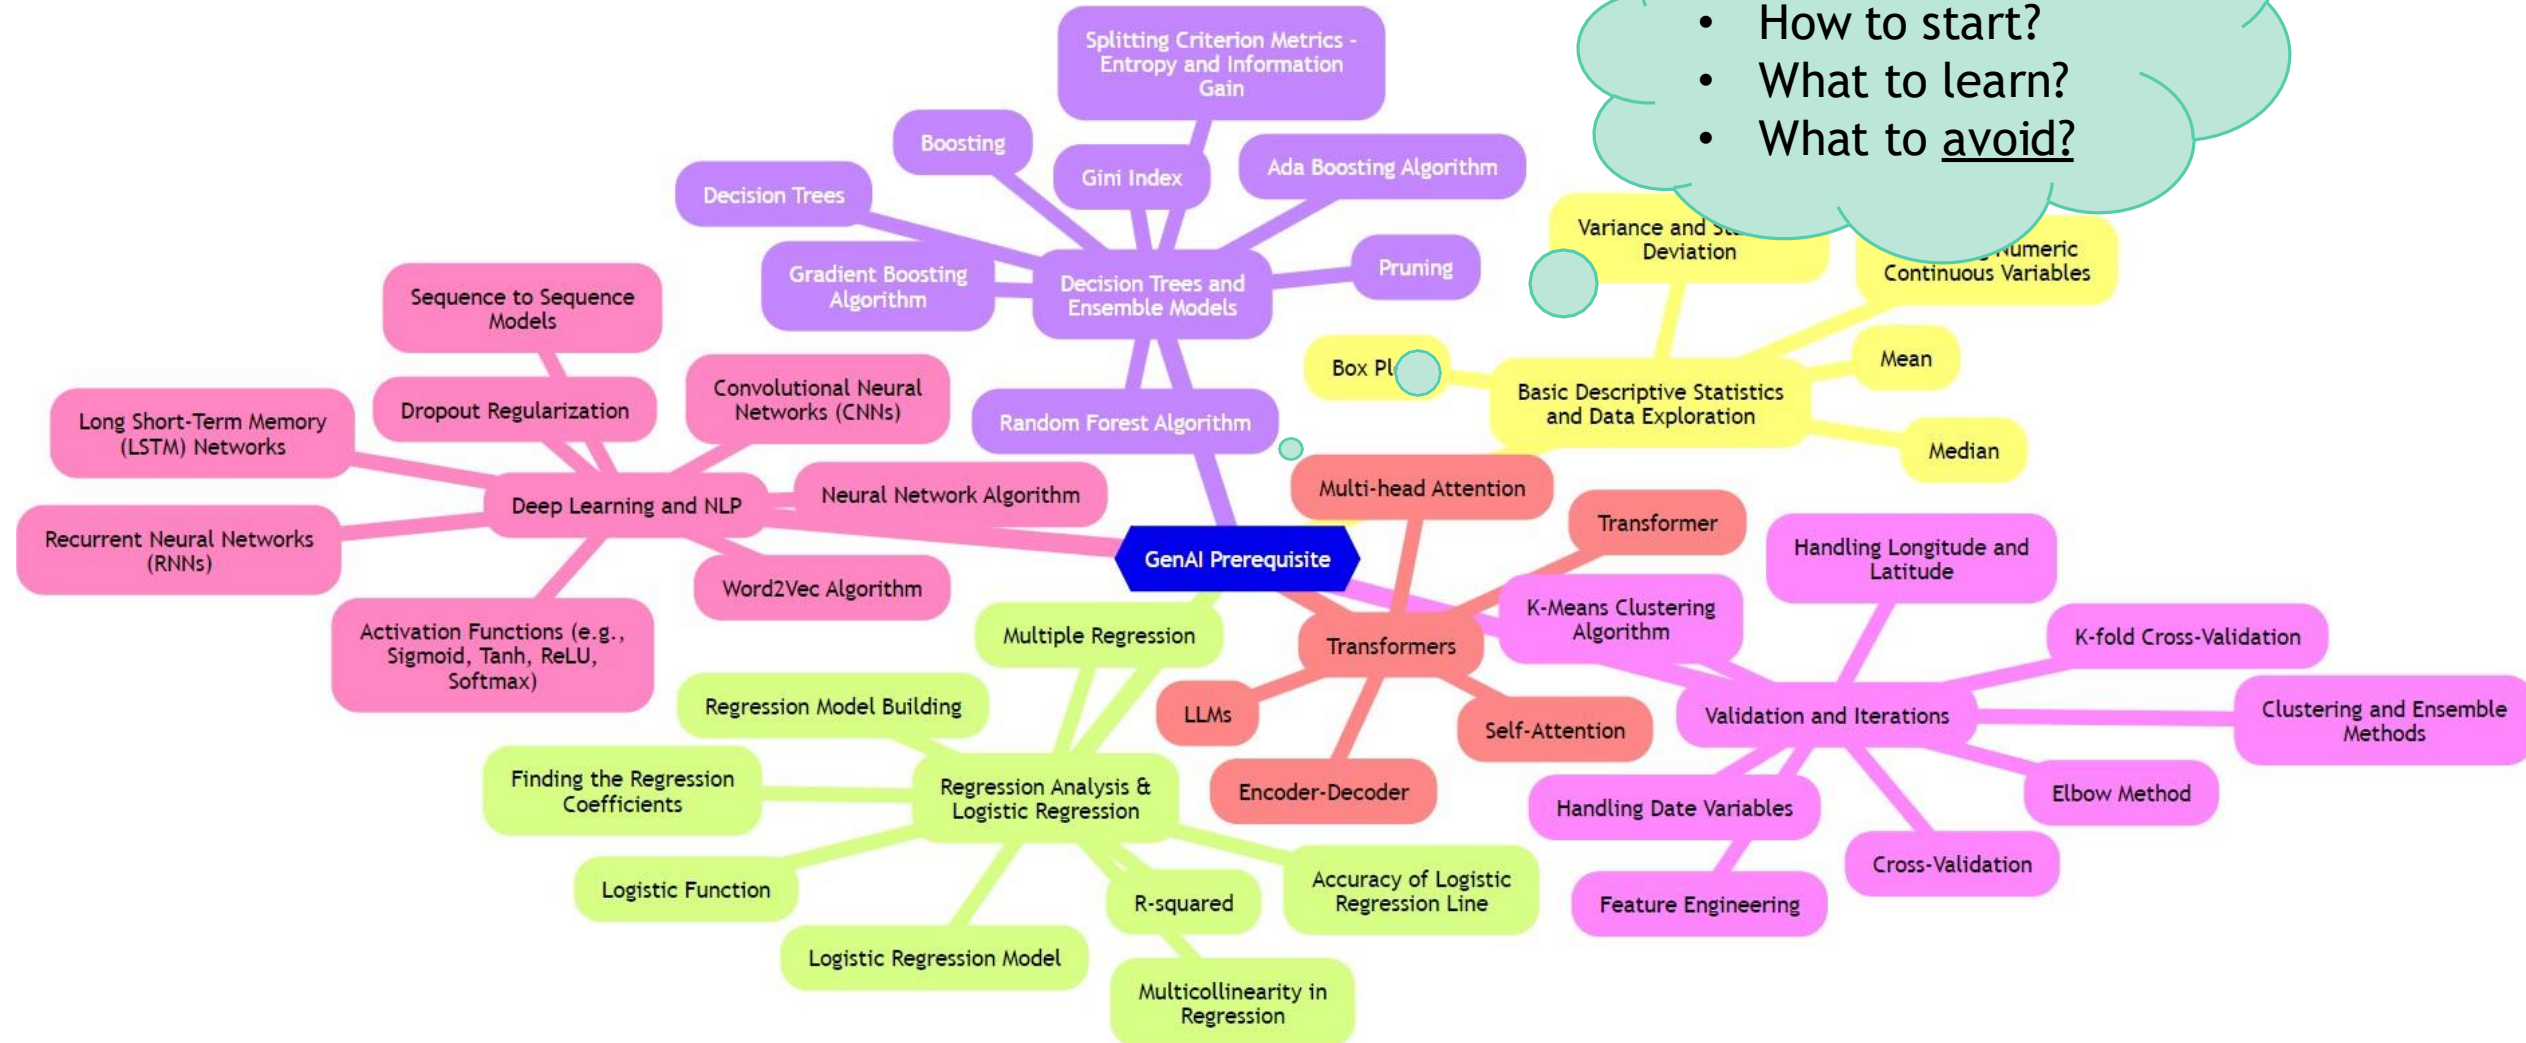 • How to start?
• What to learn?
• What to avoid?
Splitting Criterion Metrics -
Entropy and Information
Gain
Boosting
Gini Index
Ada Boosting Algorithm
Decision Trees
Gradient Boosting
Algorithm
Decision Trees and
Ensemble Models
Pruning
Random Forest Algorithm
Variance and
Deviation
Numeric
Continuous Variables
Box
Mean
Basic Descriptive Statistics
and Data Exploration
Median
Sequence to Sequence
Models
Dropout Regularization
Convolutional Neural
Networks (CNNs)
Long Short-Term Memory
(LSTM) Networks
Deep Learning and NLP
Neural Network Algorithm
Recurrent Neural Networks
(RNNs)
Word2Vec Algorithm
Activation Functions (e.g.,
Sigmoid, Tanh, ReLU,
Softmax)
GenAI Prerequisite
Multi-head Attention
Transformer
Transformers
LLMs
Self-Attention
Encoder-Decoder
Handling Longitude and
Latitude
K-Means Clustering
Algorithm
K-fold Cross-Validation
Validation and Iterations
Clustering and Ensemble
Methods
Elbow Method
Handling Date Variables
Cross-Validation
Feature Engineering
Multiple Regression
Regression Model Building
Finding the Regression
Coefficients
Regression Analysis &
Logistic Regression
Logistic Function
R-squared
Accuracy of Logistic
Regression Line
Logistic Regression Model
Multicollinearity in
Regression